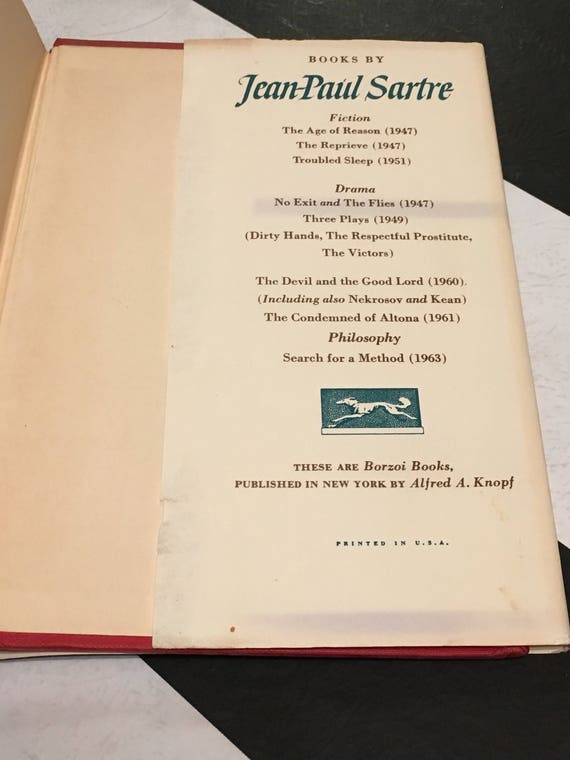 BOOKS BY
Jean-Paul Sartre
Fiction
The Age of Reason (1947)
The Reprieve (1947)
Troubled Sleep (1951)
Drama
No Exit and The Flies (1947)
Three Plays (1949)
(Dirty Hands, The Respectful Prostitute,
The Victors)
The Devil and the Good Lord (1960).
(Including also Nekrosov and Kean)
The Condemned of Altona (1961)
Philosophy
Search for a Method (1963)
THESE ARE Borzoi Books,
PUBLISHED IN NEW YORK BY Alfred A. Knopf
PRINTED IN U.S.A.